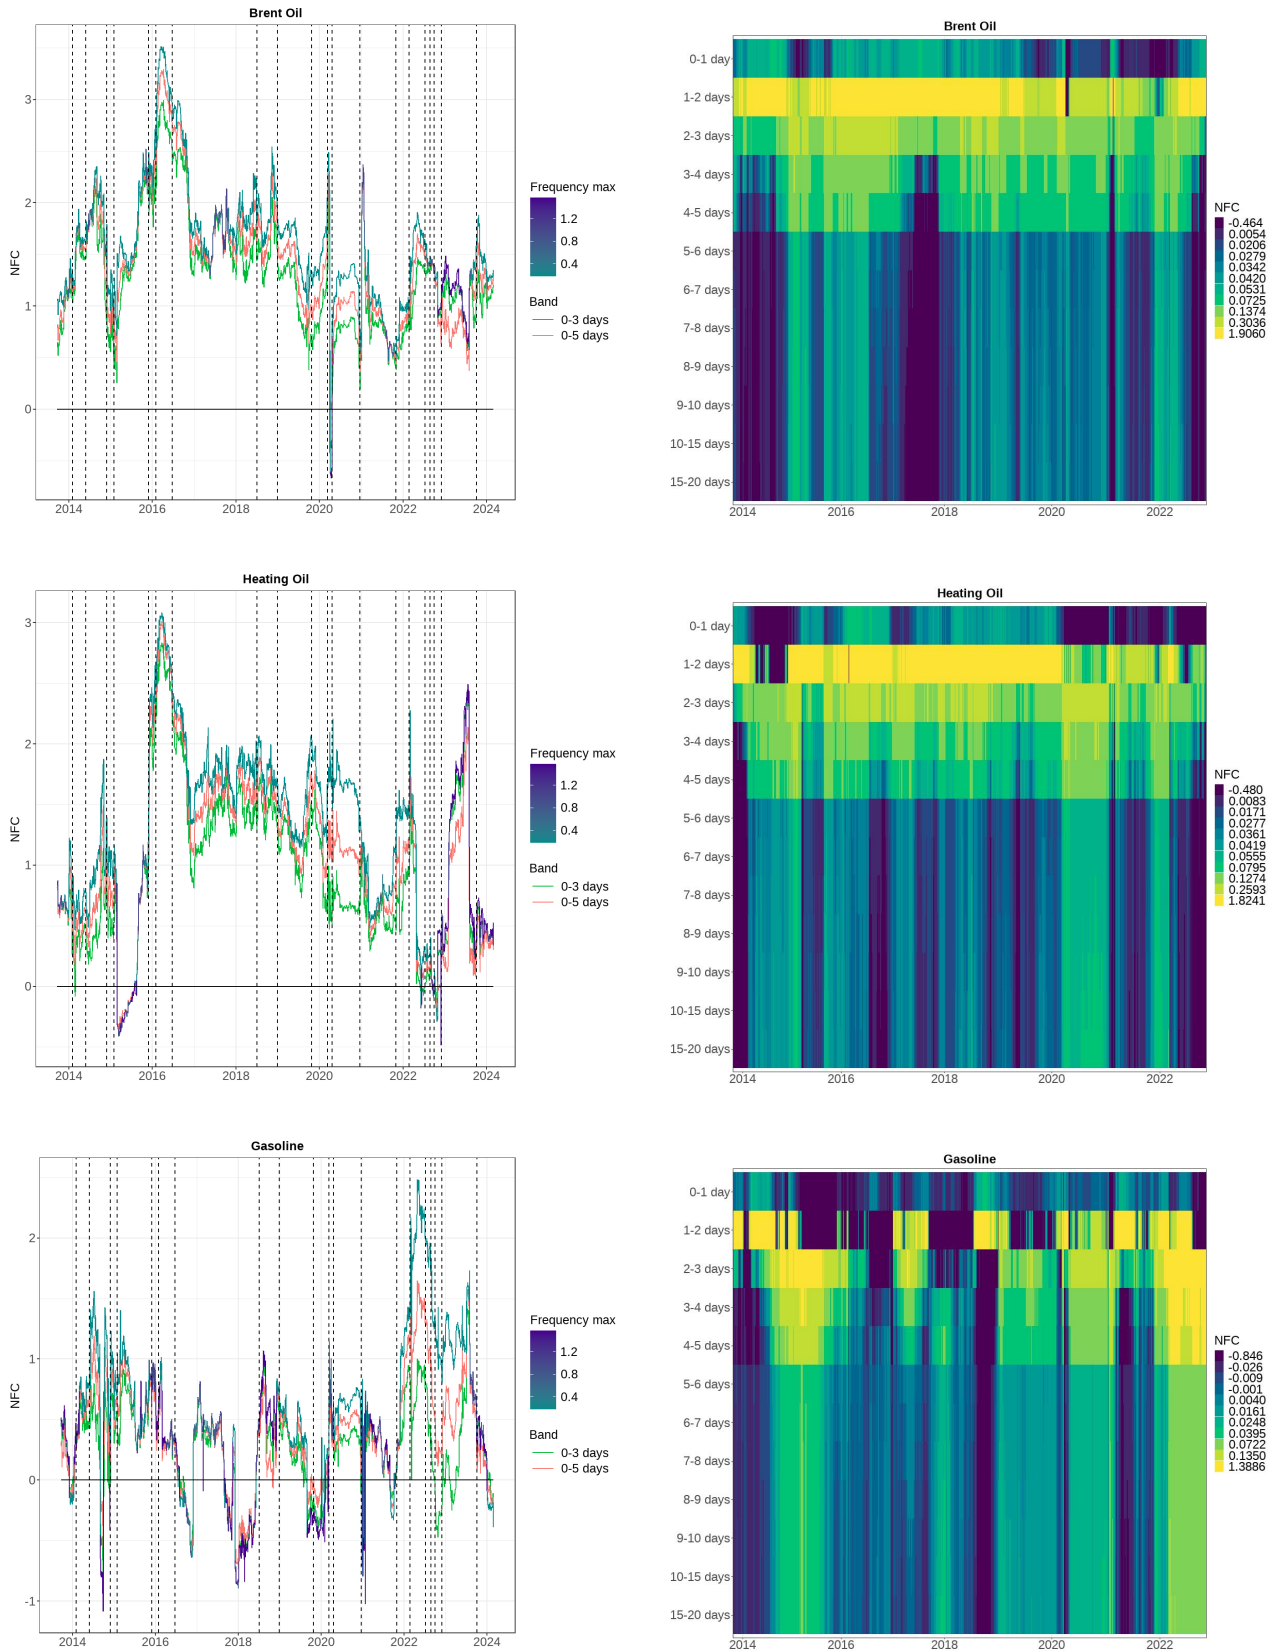 Brent Oil
NFC
3
2
1
0
2014 2016 2018 2020 2022 2024
Frequency max
1.2
0.8
0.4
Band
0-3 days
0-5 days
Brent Oil
0-1 day
1-2 days
2-3 days
3-4 days
4-5 days
5-6 days
6-7 days
7-8 days
8-9 days
9-10 days
10-15 days
15-20 days
2014 2016 2018 2020 2022
NFC
-0.464
0.0054
0.0206
0.0279
0.0342
0.0420
0.0531
0.0725
0.1374
0.3036
1.9060
Heating Oil
NFC
3
2
1
0
2014 2016 2018 2020 2022 2024
Frequency max
1.2
0.8
0.4
Band
0-3 days
0-5 days
Heating Oil
0-1 day
1-2 days
2-3 days
3-4 days
4-5 days
5-6 days
6-7 days
7-8 days
8-9 days
9-10 days
10-15 days
15-20 days
2014 2016 2018 2020 2022
NFC
-0.480
0.0083
0.0171
0.0277
0.0361
0.0419
0.0555
0.0795
0.1274
0.2593
1.8241
Gasoline
NFC
2
1
0
-1
2014 2016 2018 2020 2022 2024
Frequency max
1.2
0.8
0.4
Band
0-3 days
0-5 days
Gasoline
0-1 day
1-2 days
2-3 days
3-4 days
4-5 days
5-6 days
6-7 days
7-8 days
8-9 days
9-10 days
10-15 days
15-20 days
2014 2016 2018 2020 2022
NFC
-0.846
-0.026
-0.009
-0.001
0.0040
0.0161
0.0248
0.0395
0.0722
0.1350
1.3886